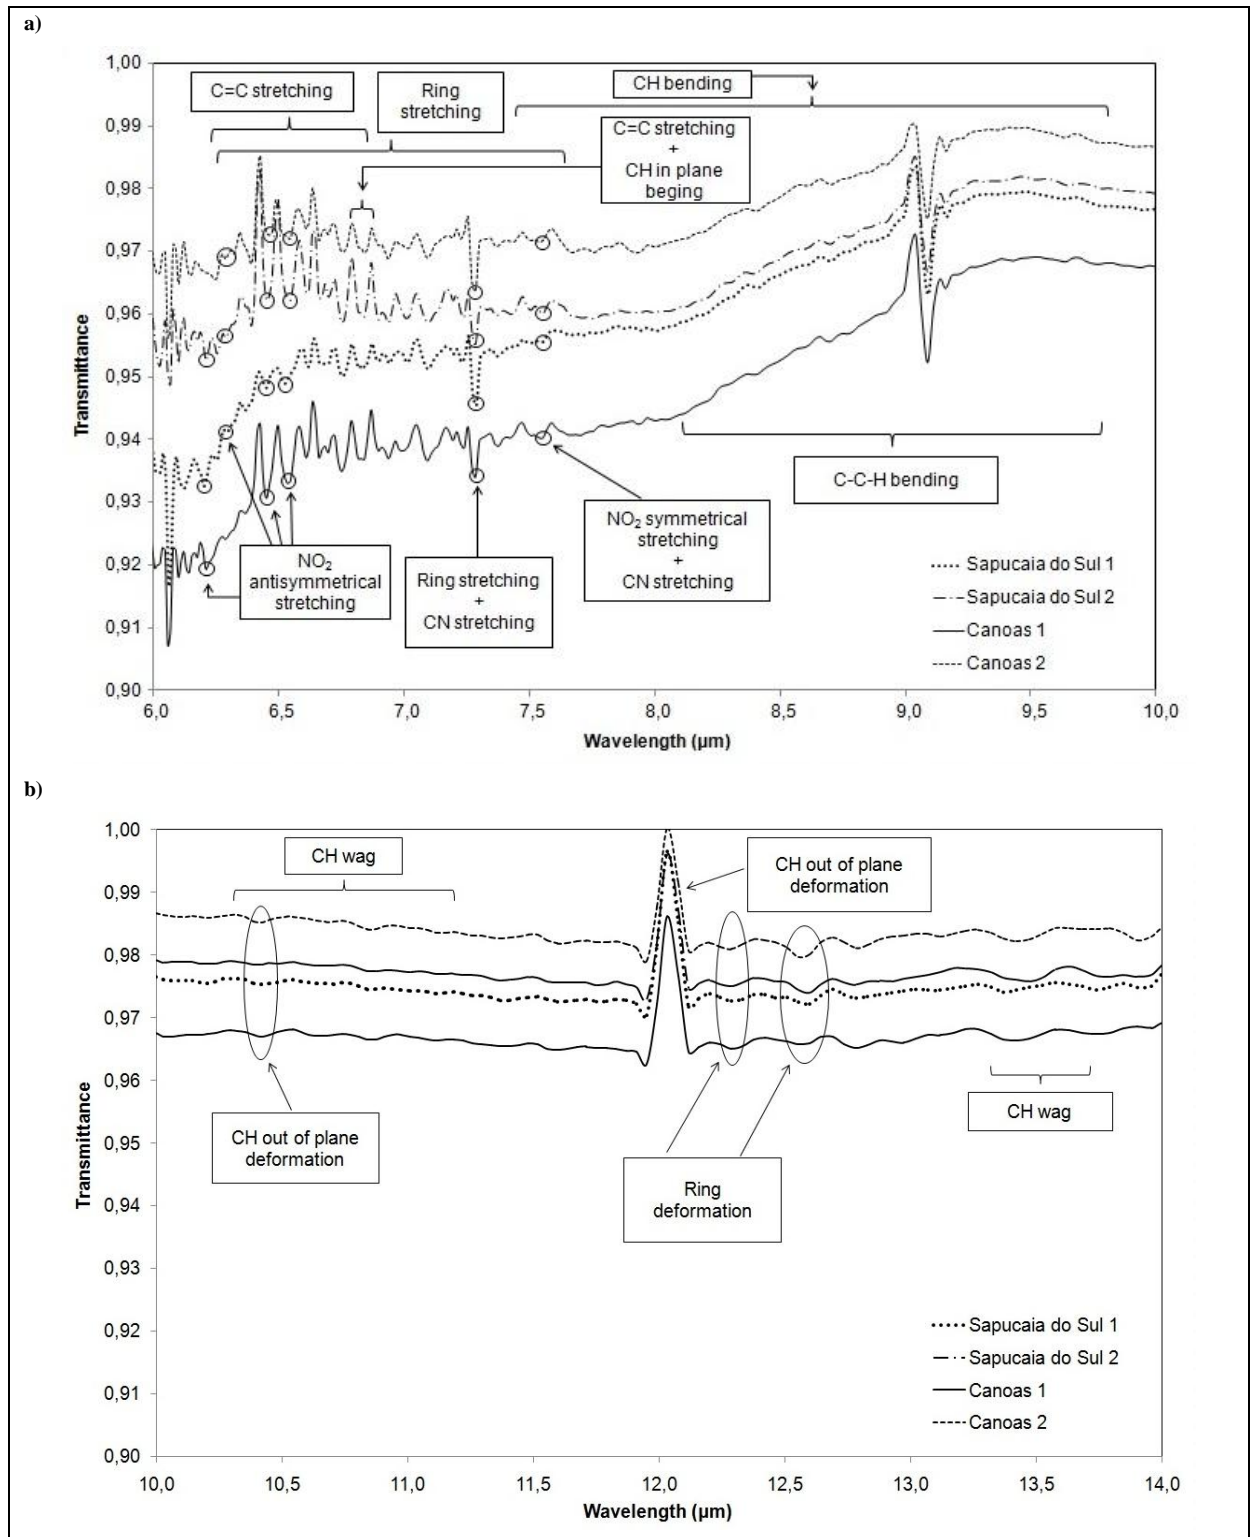 a)
1,00
0,99
0,98
0,97
0,96
0,95
0,94
0,93
0,92
0,91
0,90
Transmittance
C=C stretching
Ring
stretching
CH bending
C=C stretching
+
CH in plane
beging
C-C-H bending
NO₂ symmetrical
stretching
+
CN stretching
NO₂
antisymmetrical
stretching
Ring stretching
+
CN stretching
Sapucaia do Sul 1
Sapucaia do Sul 2
Canoas 1
Canoas 2
6,0 6,5 7,0 7,5 8,0 8,5 9,0 9,5 10,0
Wavelength (µm)
b)
1,00
0,99
0,98
0,97
0,96
0,95
0,94
0,93
0,92
0,91
0,90
Transmittance
CH wag
CH out of plane
deformation
CH out of plane
deformation
Ring
deformation
CH wag
Sapucaia do Sul 1
Sapucaia do Sul 2
Canoas 1
Canoas 2
10,0 10,5 11,0 11,5 12,0 12,5 13,0 13,5 14,0
Wavelength (µm)